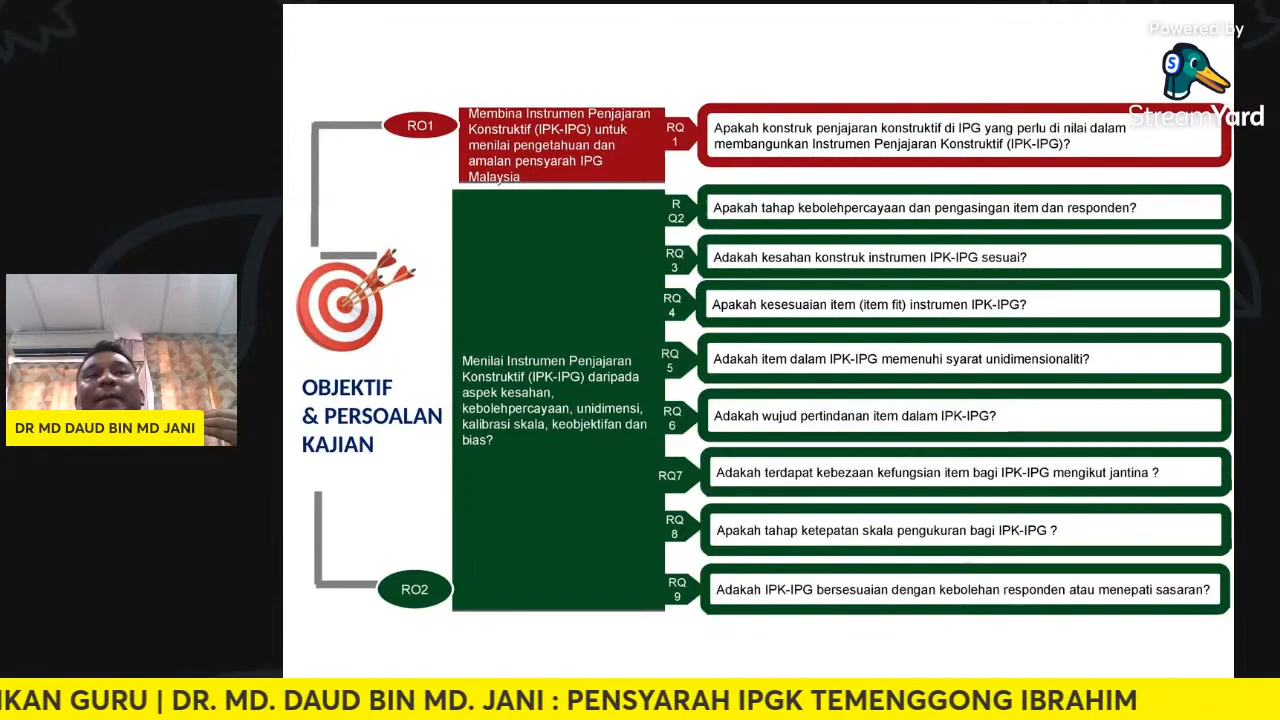 Powered by
StreamYard
RO1
Membina Instrumen Penjajaran
Konstruktif (IPK-IPG) untuk
menilai pengetahuan dan
amalan pensyarah IPG
Malaysia
RQ
1
Apakah konstruk penjajaran konstruktif di IPG yang perlu di nilai dalam
membangunkan Instrumen Penjajaran Konstruktif (IPK-IPG)?
R
Q2
Apakah tahap kebolehpercayaan dan pengasingan item dan responden?
RQ
3
Adakah kesahan konstruk instrumen IPK-IPG sesuai?
RQ
4
Apakah kesesuaian item (item fit) instrumen IPK-IPG?
RQ
5
Adakah item dalam IPK-IPG memenuhi syarat unidimensionaliti?
RQ
6
Adakah wujud pertindanan item dalam IPK-IPG?
RQ7
Adakah terdapat kebezaan kefungsian item bagi IPK-IPG mengikut jantina ?
RQ
8
Apakah tahap ketepatan skala pengukuran bagi IPK-IPG ?
RQ
9
Adakah IPK-IPG bersesuaian dengan kebolehan responden atau menepati sasaran?
Menilai Instrumen Penjajaran
Konstruktif (IPK-IPG) daripada
aspek kesahan,
kebolehpercayaan, unidimensi,
kalibrasi skala, keobjektifan dan
bias?
OBJEKTIF
& PERSOALAN
KAJIAN
RO2
DR MD DAUD BIN MD JANI
IKAN GURU | DR. MD. DAUD BIN MD. JANI : PENSYARAH IPGK TEMENGGONG IBRAHIM